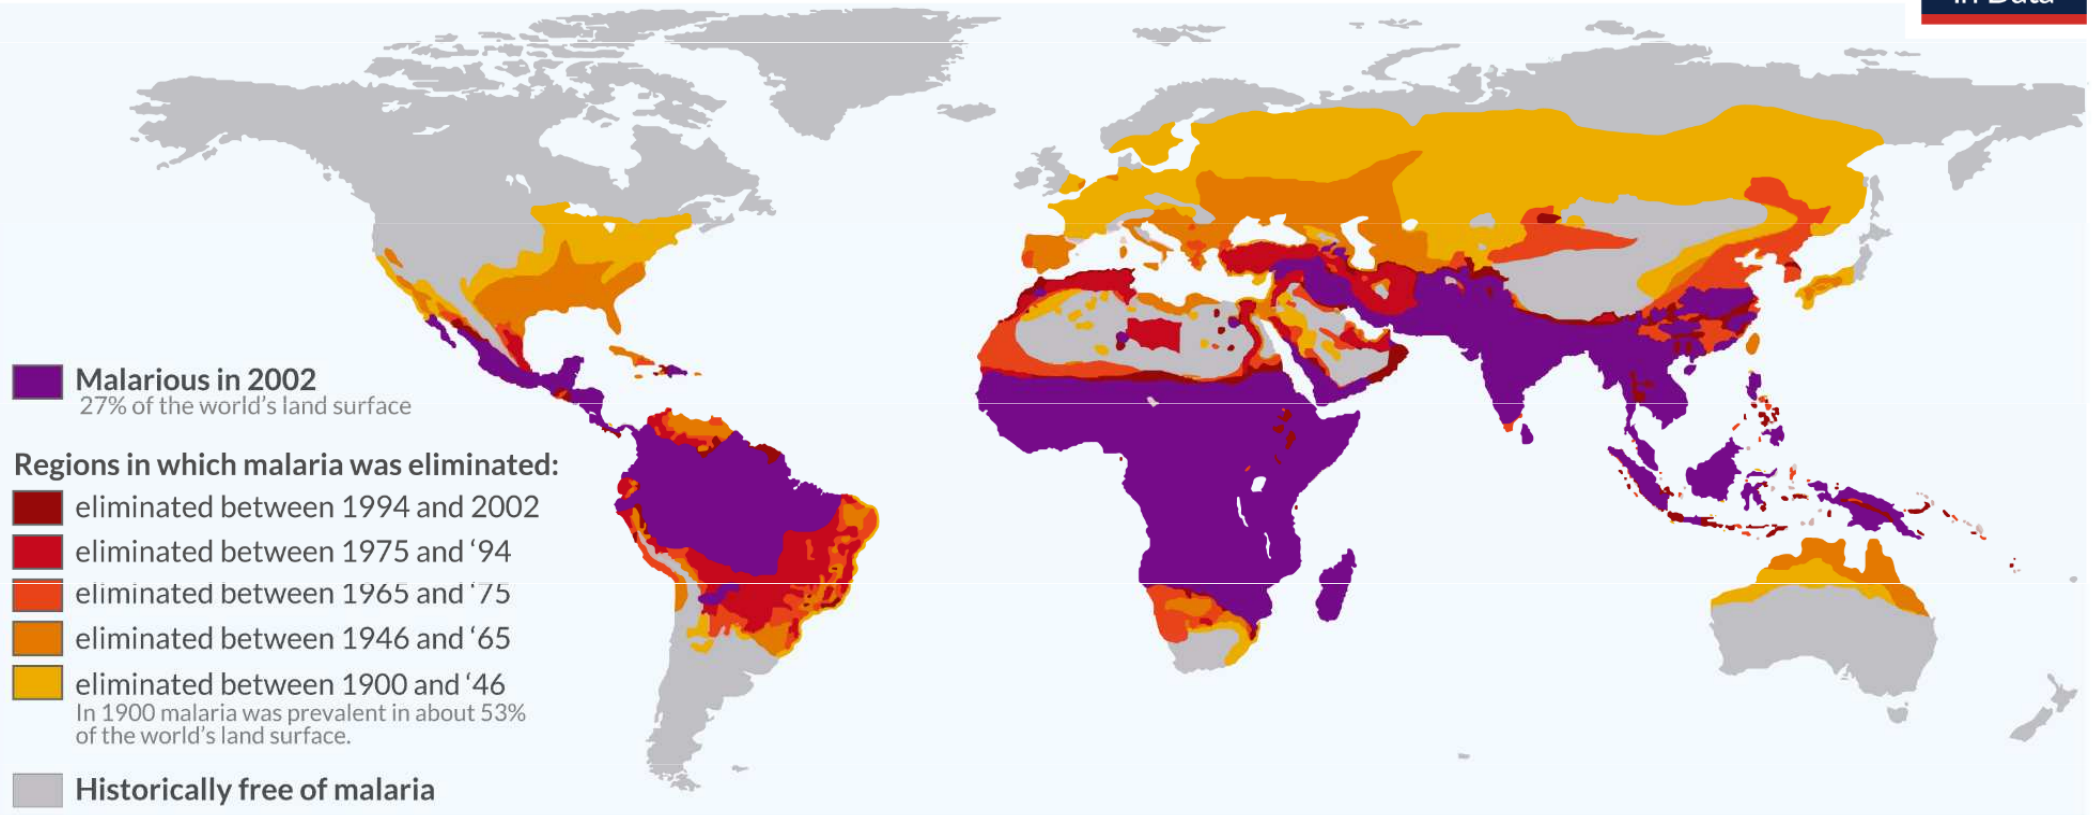 in Data
Malarious in 2002
27% of the world's land surface
Regions in which malaria was eliminated:
eliminated between 1994 and 2002
eliminated between 1975 and ‘94
eliminated between 1965 and ‘75
eliminated between 1946 and ‘65
eliminated between 1900 and ‘46
In 1900 malaria was prevalent in about 53%
of the world's land surface.
Historically free of malaria